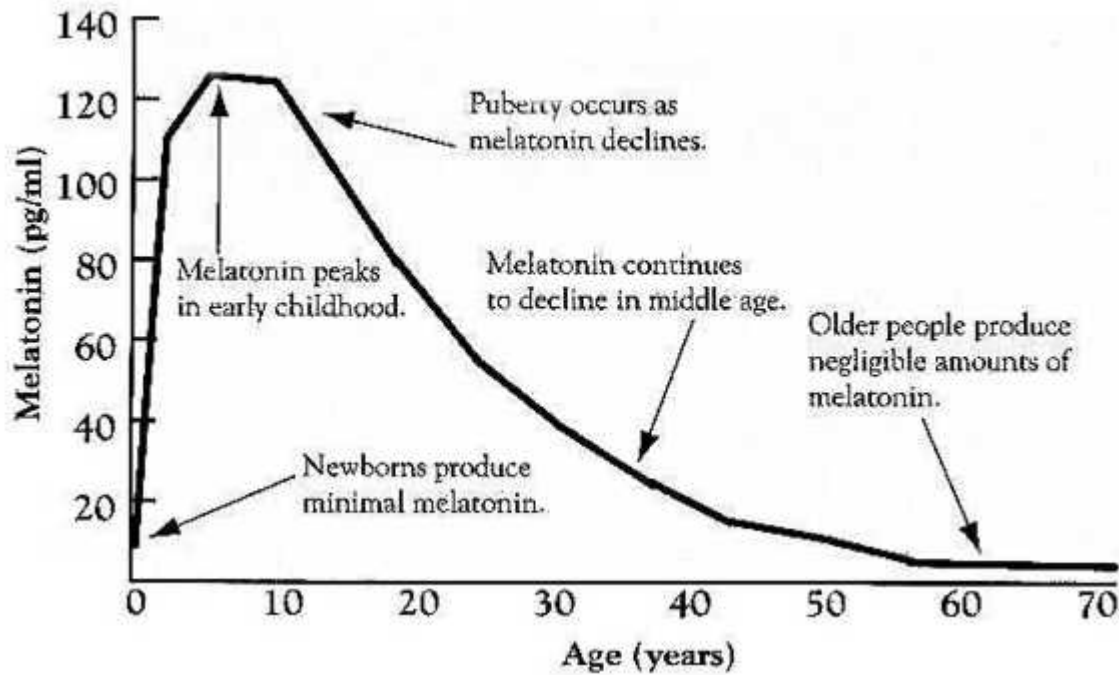 140
120
100
80
60
40
20
Melatonin (pg/ml)
Puberty occurs as
melatonin declines.
Melatonin peaks
in early childhood.
Melatonin continues
to decline in middle age.
Older people produce
negligible amounts of
melatonin.
Newborns produce
minimal melatonin.
0 10 20 30 40 50 60 70
Age (years)